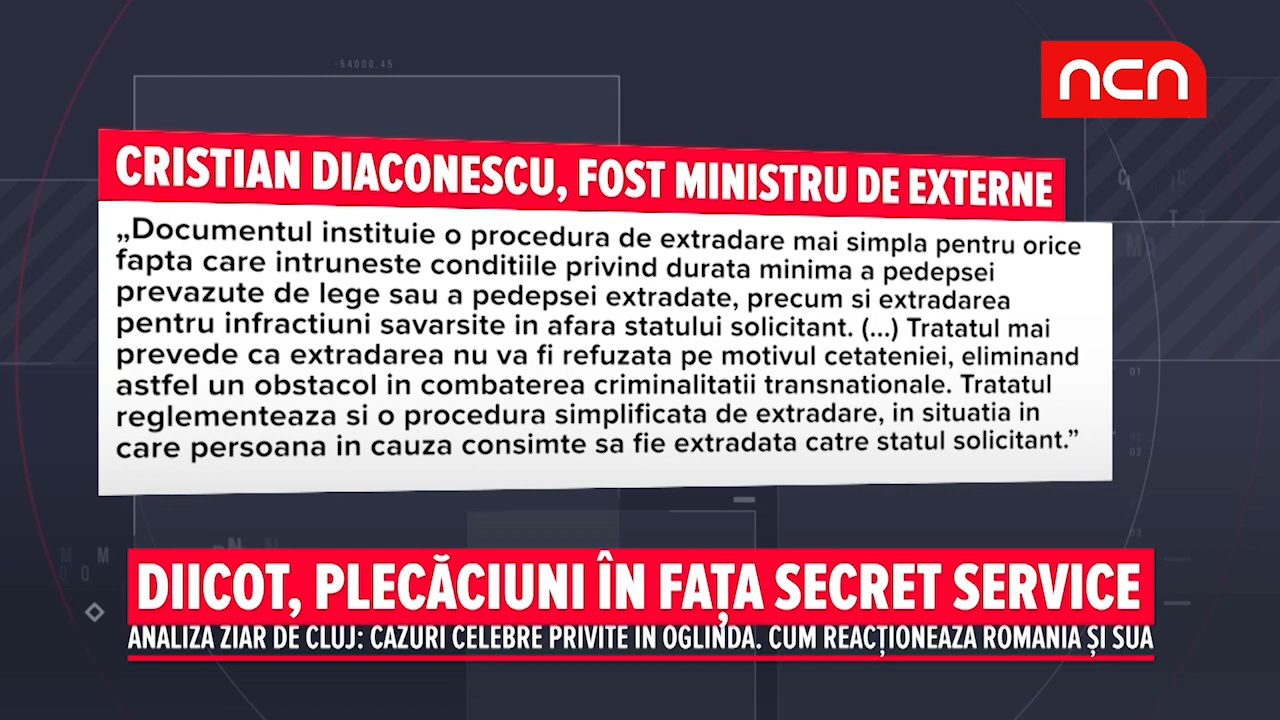 -54000,45
ncn
CRISTIAN DIACONESCU, FOST MINISTRU DE EXTERNE
„Documentul instituie o procedura de extradare mai simpla pentru orice
fapta care intruneste conditiile privind durata minima a pedepsei
prevazute de lege sau a pedepsei extradate, precum si extradarea
pentru infractiuni savarsite in afara statului solicitant. (...) Tratatul mai
prevede ca extradarea nu va fi refuzata pe motivul cetateniei, eliminand
astfel un obstacol in combaterea criminalitatii transnationale. Tratatul
reglementeaza si o procedura simplificata de extradare, in situatia in
care persoana in cauza consimte sa fie extradata catre statul solicitant.”
01
02
03
DIICOT, PLECĂCIUNI ÎN FAȚA SECRET SERVICE
ANALIZA ZIAR DE CLUJ: CAZURI CELEBRE PRIVITE IN OGLINDA. CUM REACȚIONEAZA ROMANIA ȘI SUA